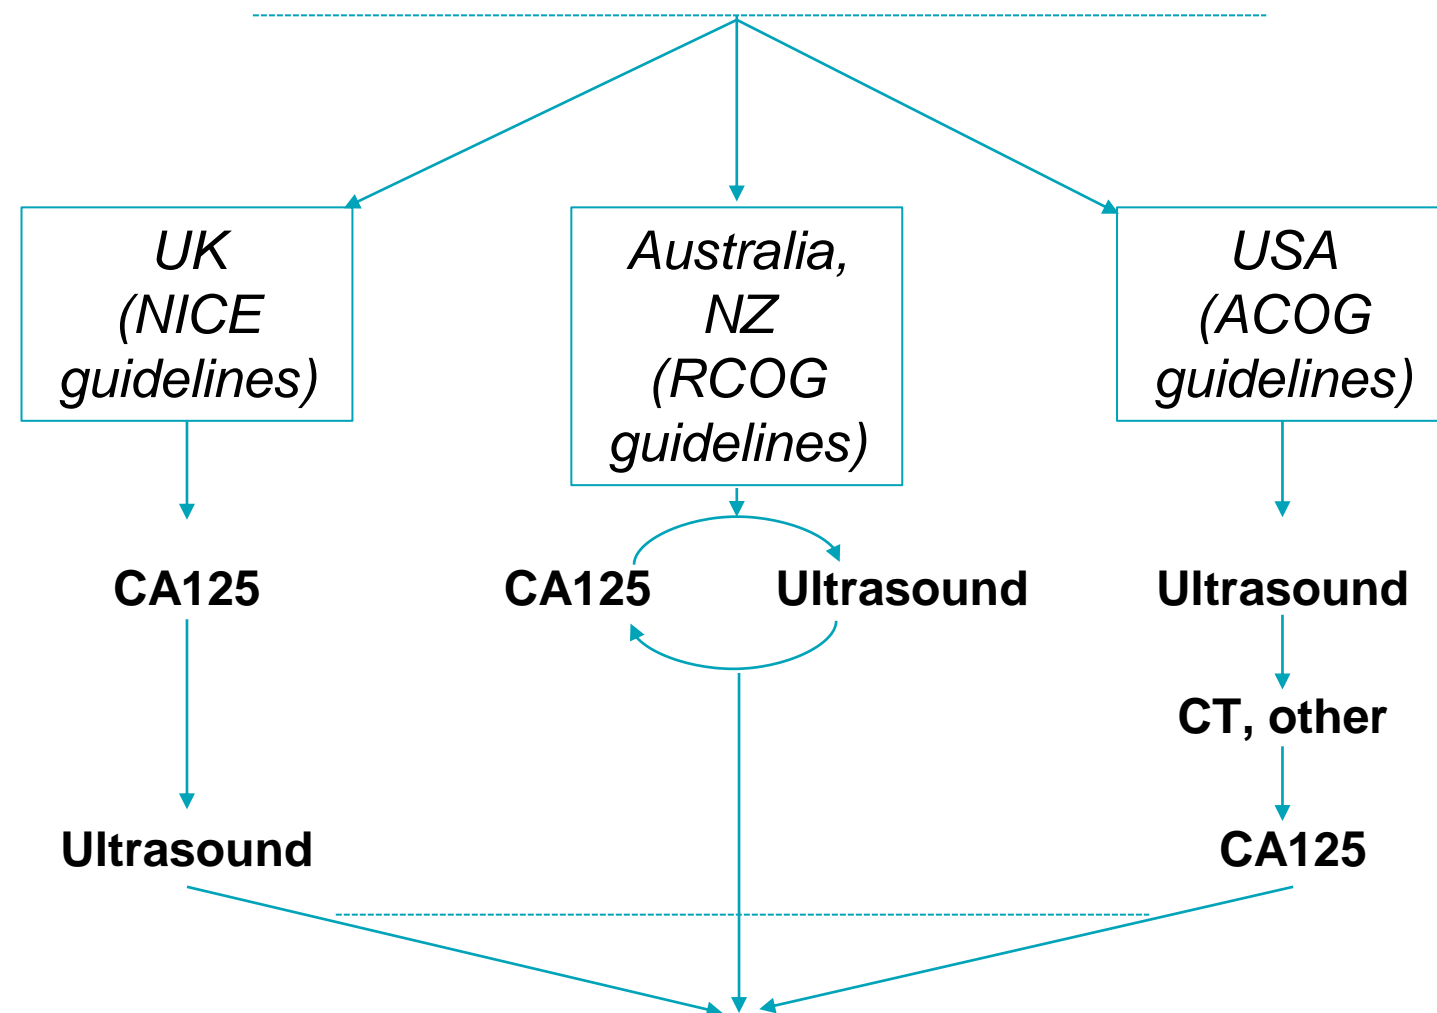 UK
(NICE
guidelines)
Australia,
NZ
(RCOG
guidelines)
USA
(ACOG
guidelines)
CA125
CA125
Ultrasound
Ultrasound
CT, other
Ultrasound
CA125